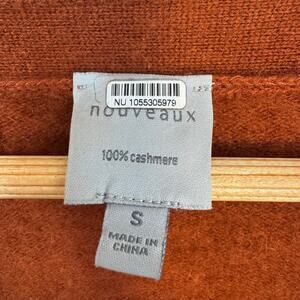 NU 1055305979
nouveaux
100% cashmere
S
MADE IN
CHINA